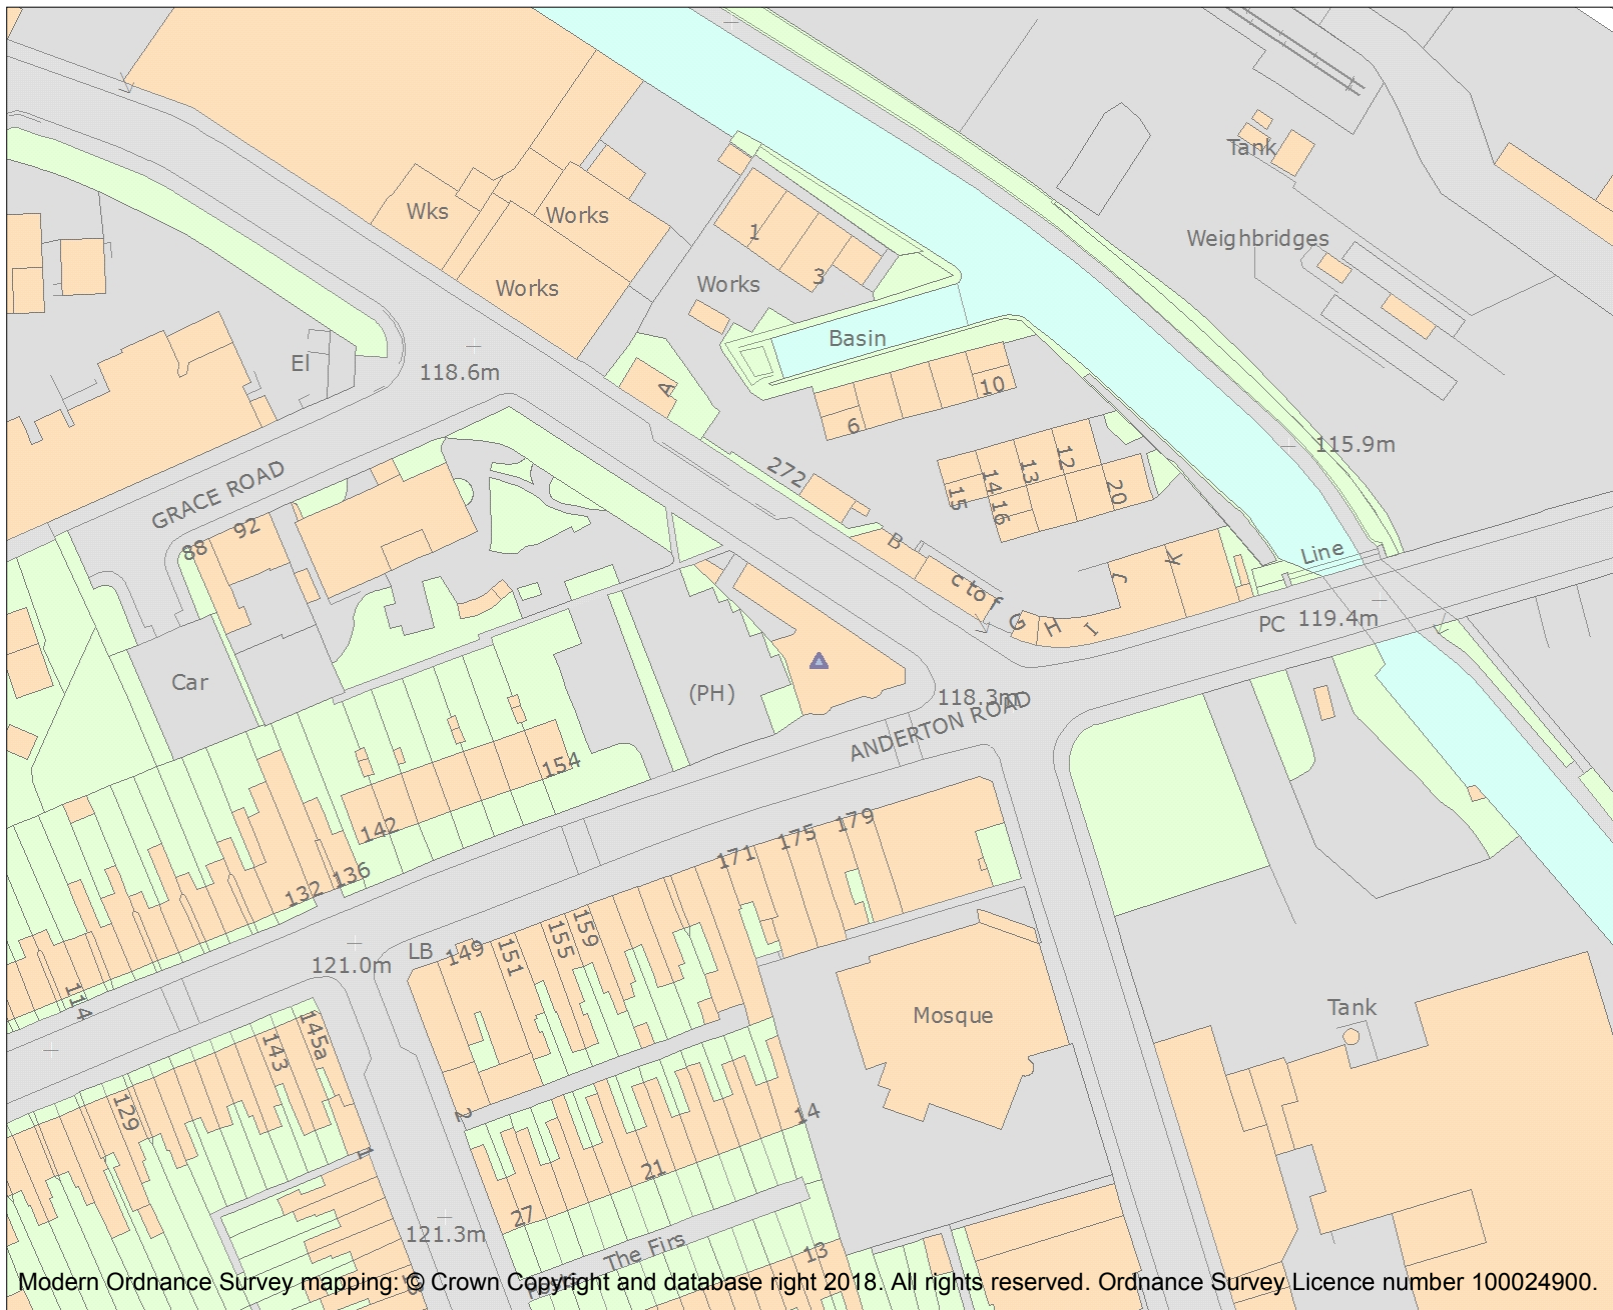 Tank
Wks
Works
Works
1
Weighbridges
3
Works
Basin
El
118.6m
A
10
6
115.9m
272
12
13
14
15
16
20
GRACE ROAD
88
92
B
c to f
G
H
I
J
K
Line
PC
119.4m
Car
(PH)
118.3m
ANDERTON ROAD
154
142
136
132
171
175
179
114
121.0m
LB
149
151
155
159
Mosque
Tank
143
145a
129
2
14
1
21
27
121.3m
The Firs
13
Modern Ordnance Survey mapping: © Crown Copyright and database right 2018. All rights reserved. Ordnance Survey Licence number 100024900.